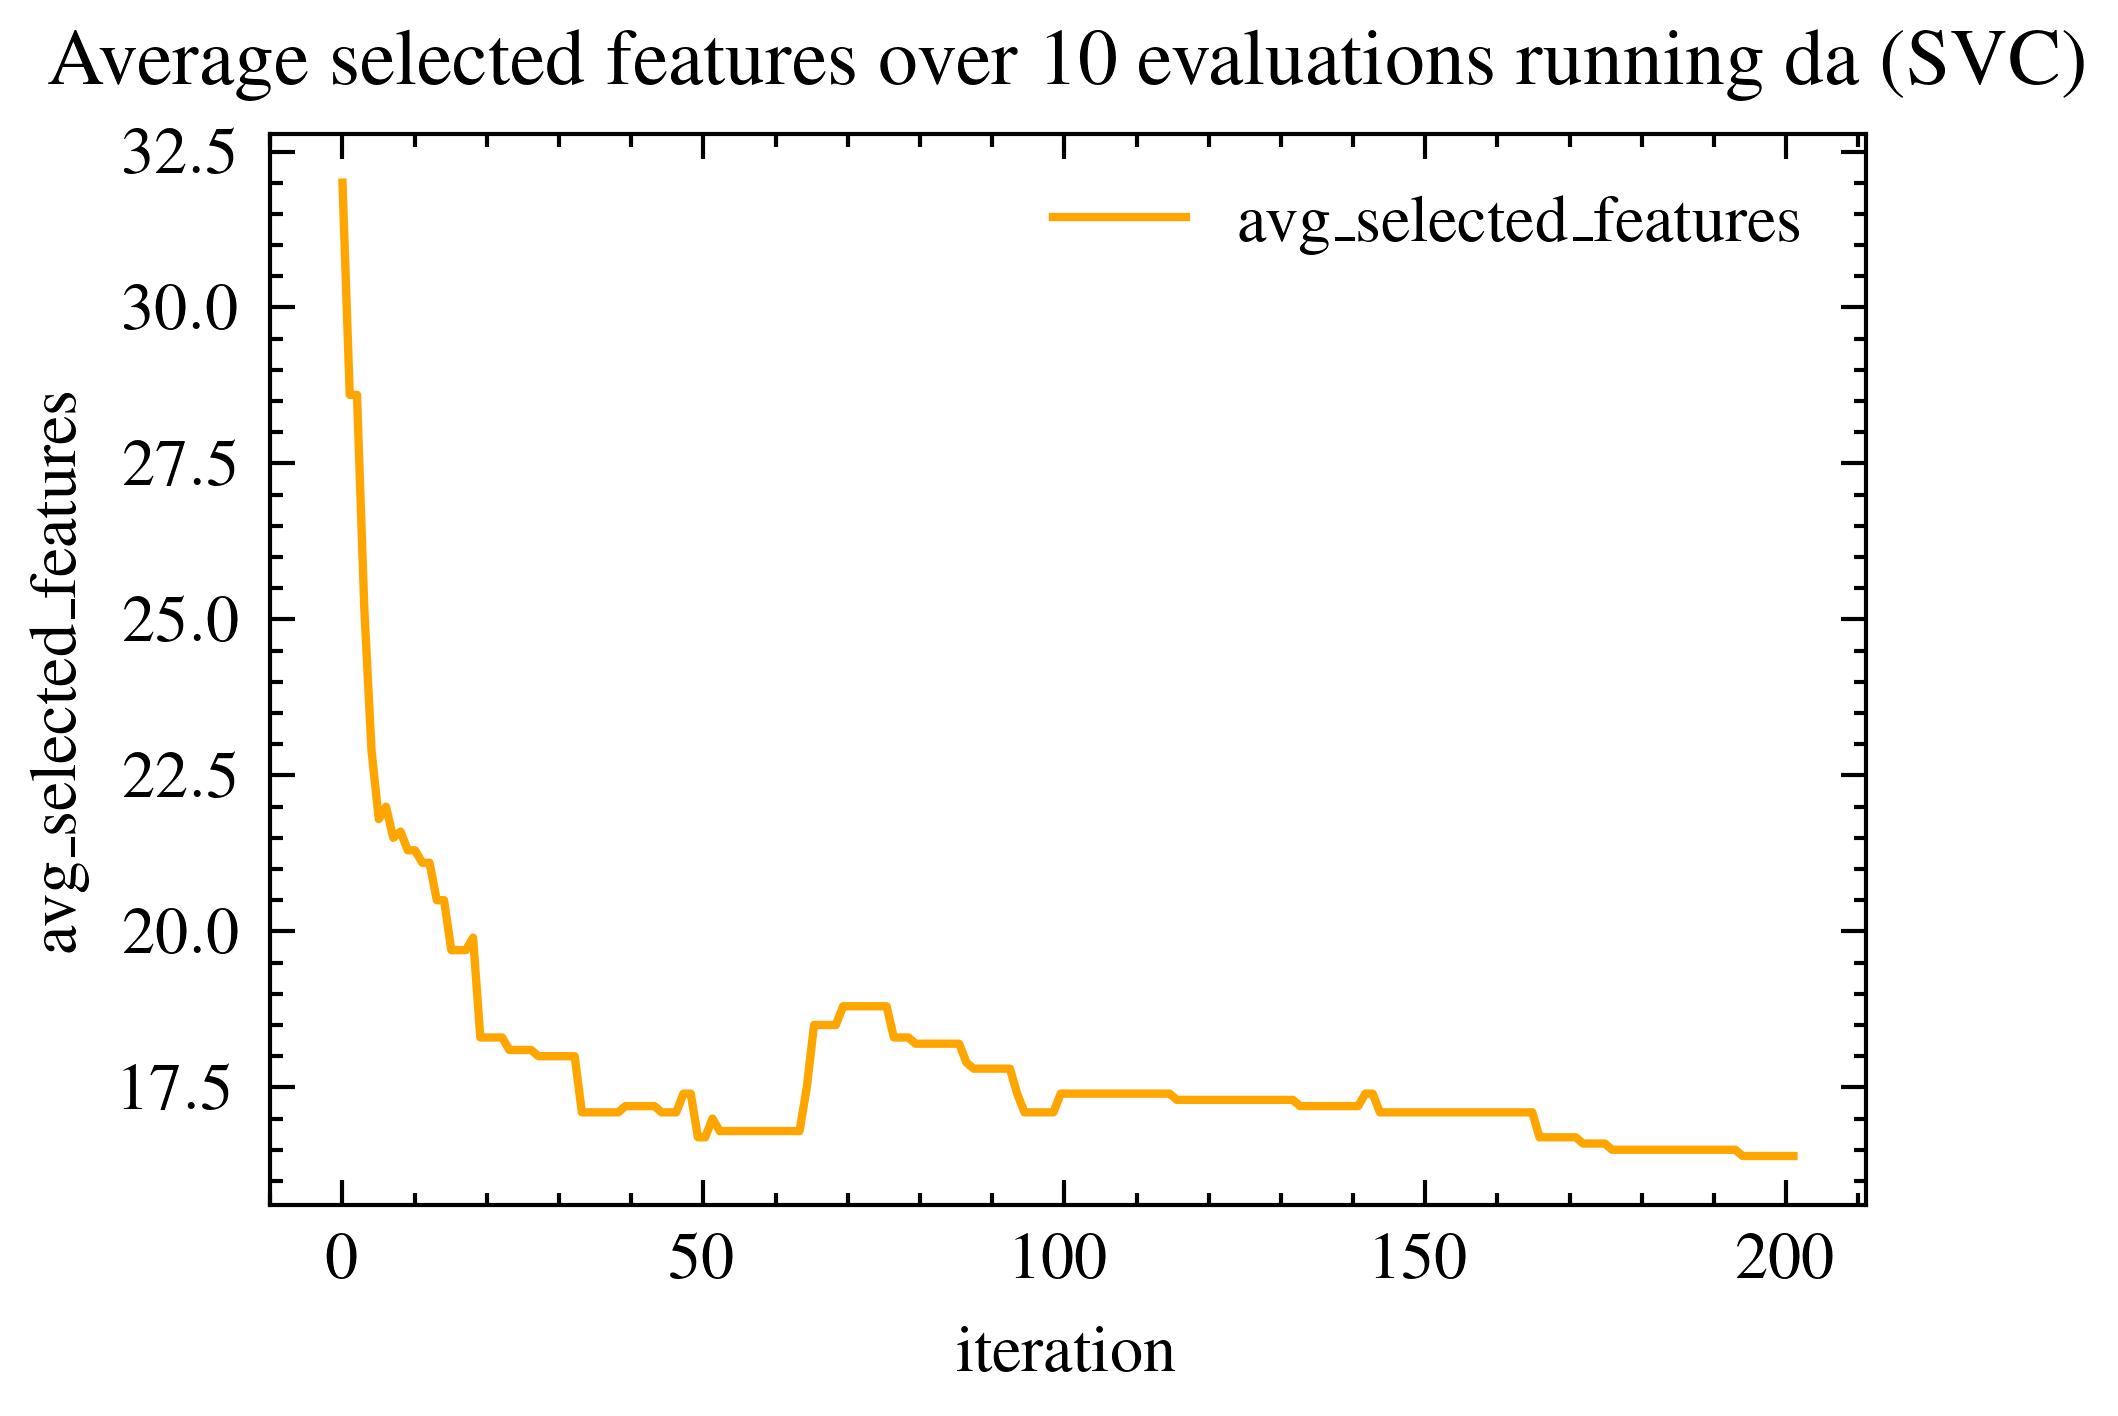 Average selected features over 10 evaluations running da (SVC)
32.5
30.0
27.5
25.0
22.5
20.0
17.5
avg_selected_features
avg_selected_features
0 50 100 150 200
iteration